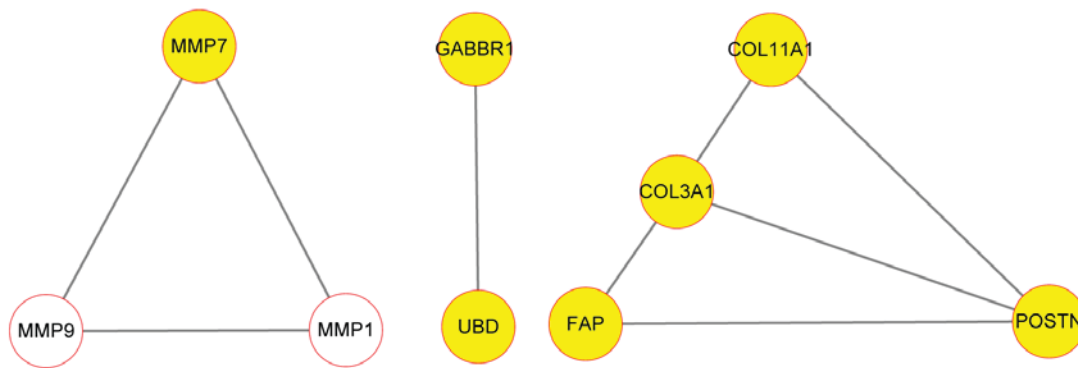 MMP7
GABBR1
COL11A1
COL3A1
MMP9
MMP1
UBD
FAP
POSTN